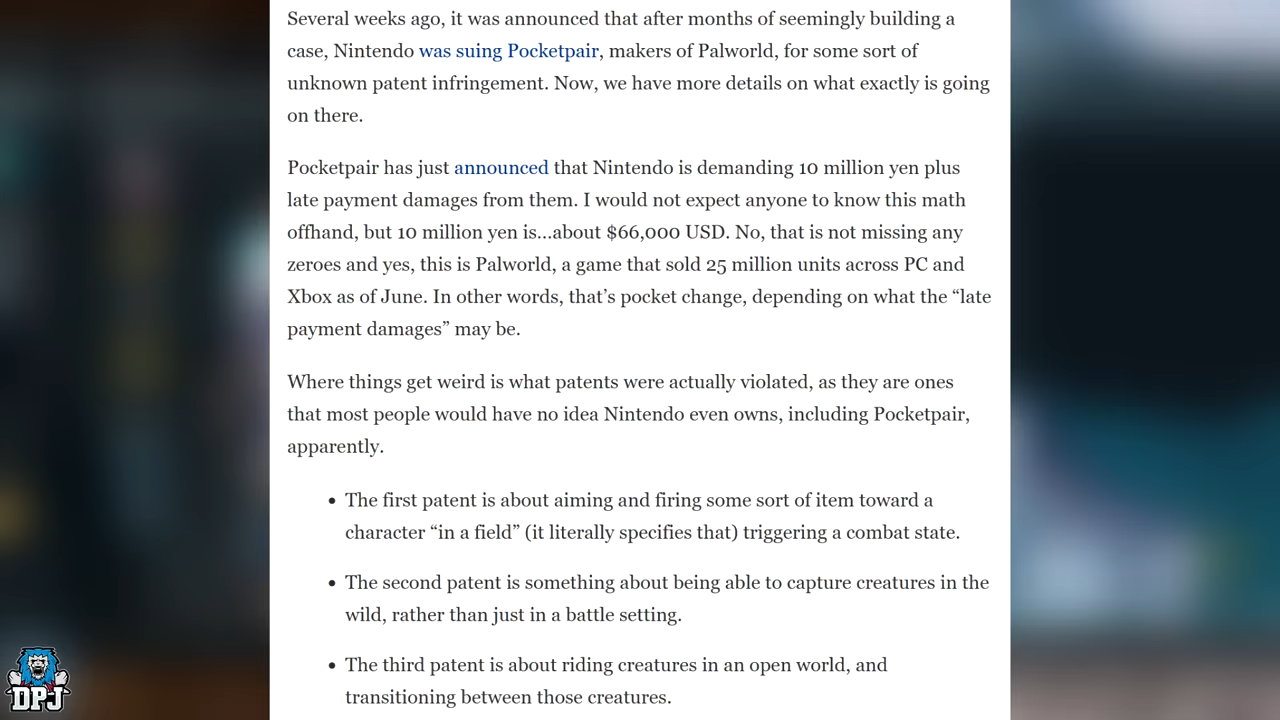 Several weeks ago, it was announced that after months of seemingly building a
case, Nintendo was suing Pocketpair, makers of Palworld, for some sort of
unknown patent infringement. Now, we have more details on what exactly is going
on there.
Pocketpair has just announced that Nintendo is demanding 10 million yen plus
late payment damages from them. I would not expect anyone to know this math
offhand, but 10 million yen is...about $66,000 USD. No, that is not missing any
zeroes and yes, this is Palworld, a game that sold 25 million units across PC and
Xbox as of June. In other words, that’s pocket change, depending on what the “late
payment damages” may be.
Where things get weird is what patents were actually violated, as they are ones
that most people would have no idea Nintendo even owns, including Pocketpair,
apparently.
• The first patent is about aiming and firing some sort of item toward a
character “in a field” (it literally specifies that) triggering a combat state.
• The second patent is something about being able to capture creatures in the
wild, rather than just in a battle setting.
• The third patent is about riding creatures in an open world, and
transitioning between those creatures.
DPJ